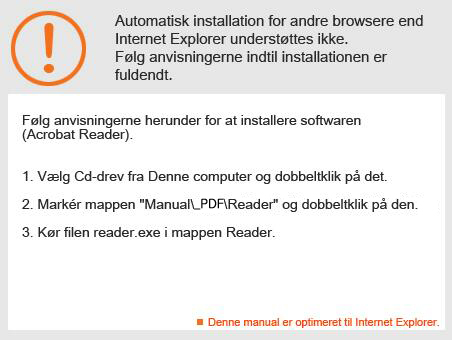 Automatisk installation for andre browsere end
Internet Explorer understøttes ikke.
Følg anvisningerne indtil installationen er
fuldendt.
Følg anvisningerne herunder for at installere softwaren
(Acrobat Reader).
1. Vælg Cd-drev fra Denne computer og dobbeltklik på det.
2. Markér mappen "Manual\_PDF\Reader" og dobbeltklik på den.
3. Kør filen reader.exe i mappen Reader.
Denne manual er optimeret til Internet Explorer.